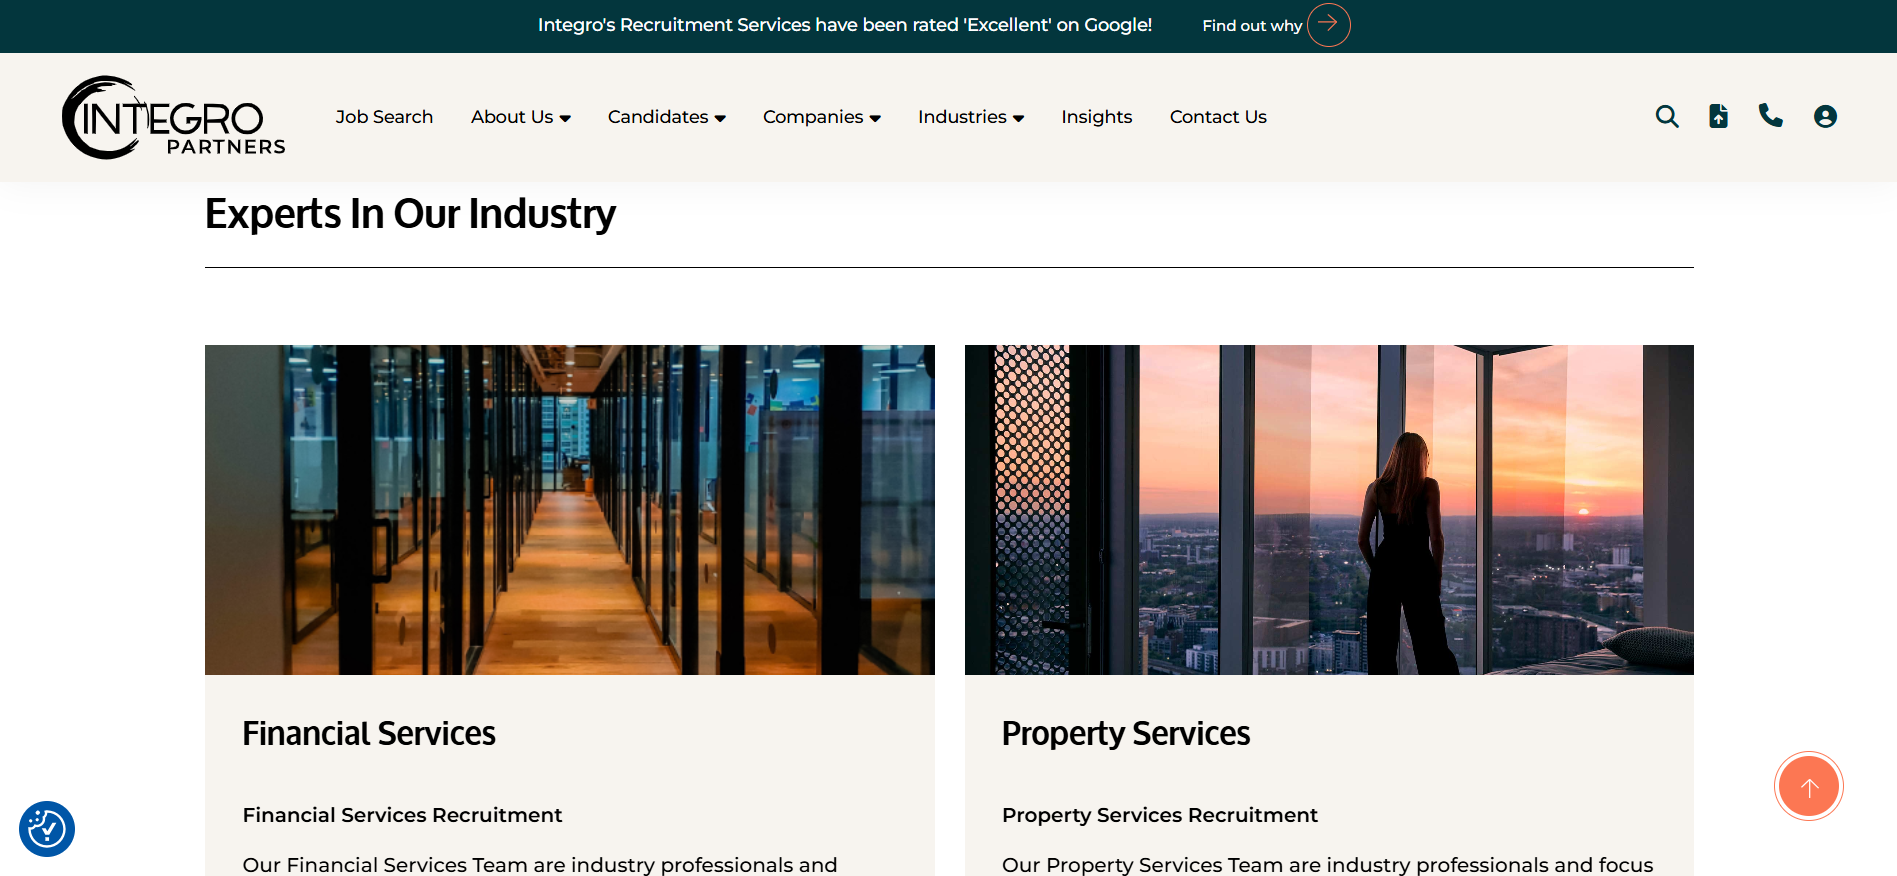 Integro's Recruitment Services have been rated 'Excellent' on Google!
Find out why
INTEGRO
PARTNERS
Job Search
About Us
Candidates
Companies
Industries
Insights
Contact Us
Experts In Our Industry
Financial Services
Financial Services Recruitment
Our Financial Services Team are industry professionals and
Property Services
Property Services Recruitment
Our Property Services Team are industry professionals and focus